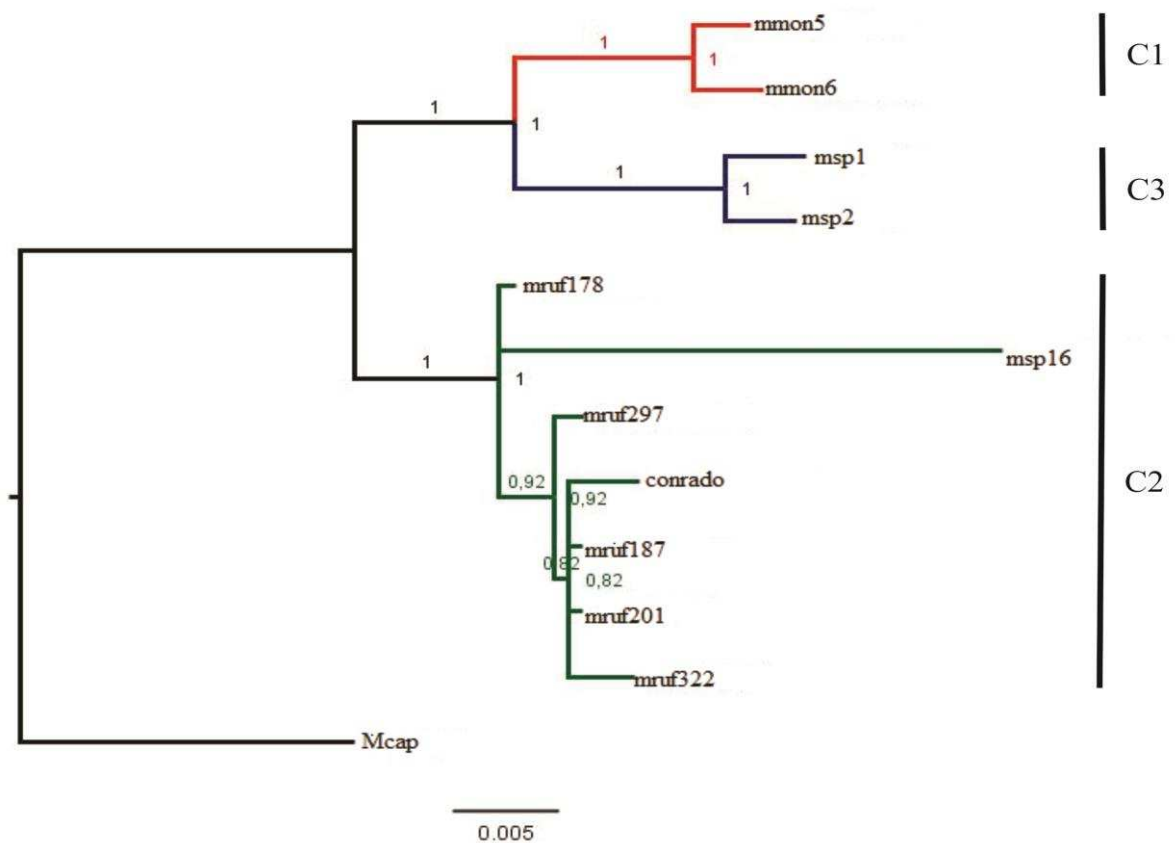 mmon5
1
1
C1
mmon6
1
1
msp1
1
1
C3
msp2
mruf178
msp16
1
1
mruf297
0,92
conrado
0,92
C2
mruf187
0,82
0,82
mruf201
mruf322
Mcap
0.005